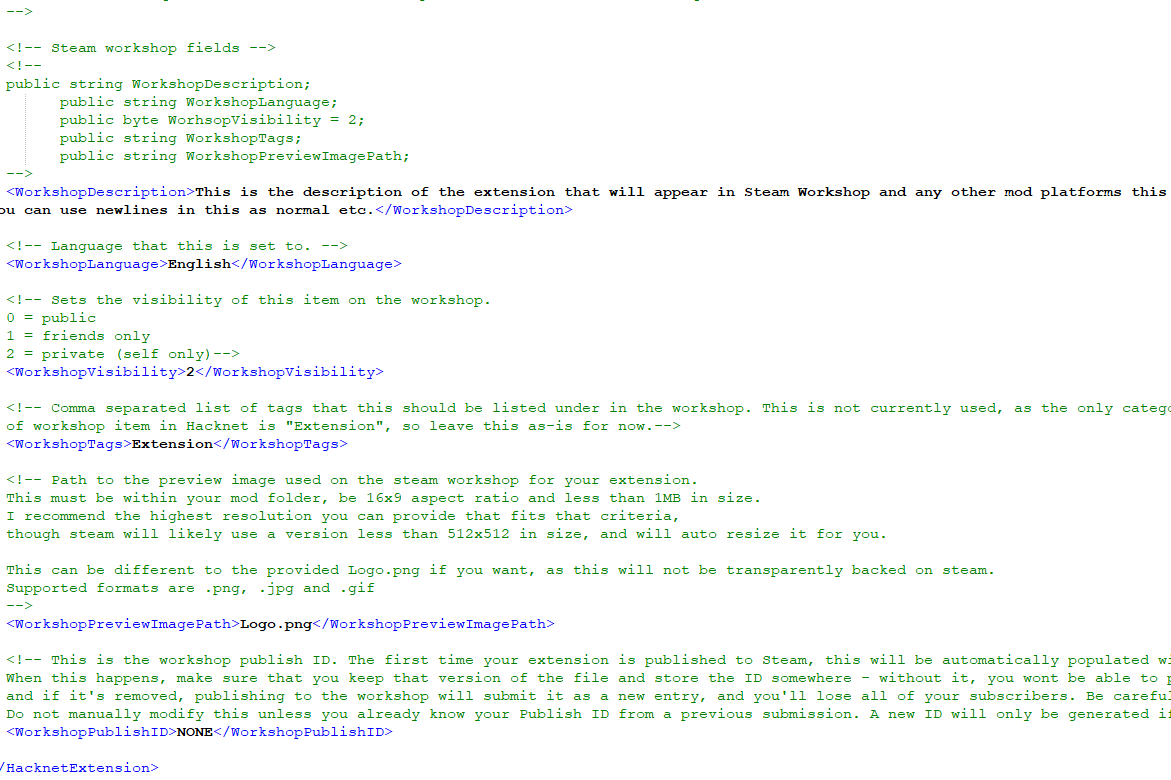 -->
<!-- Steam workshop fields -->
<!--
public string WorkshopDescription;
public string WorkshopLanguage;
public byte WorhsopVisibility = 2;
public string WorkshopTags;
public string WorkshopPreviewImagePath;
-->
<WorkshopDescription>This is the description of the extension that will appear in Steam Workshop and any other mod platforms this
ou can use newlines in this as normal etc.</WorkshopDescription>
<!-- Language that this is set to. -->
<WorkshopLanguage>English</WorkshopLanguage>
<!-- Sets the visibility of this item on the workshop.
0 = public
1 = friends only
2 = private (self only)-->
<WorkshopVisibility>2</WorkshopVisibility>
<!-- Comma separated list of tags that this should be listed under in the workshop. This is not currently used, as the only catego
of workshop item in Hacknet is "Extension", so leave this as-is for now.-->
<WorkshopTags>Extension</WorkshopTags>
<!-- Path to the preview image used on the steam workshop for your extension.
This must be within your mod folder, be 16x9 aspect ratio and less than 1MB in size.
I recommend the highest resolution you can provide that fits that criteria,
though steam will likely use a version less than 512x512 in size, and will auto resize it for you.
This can be different to the provided Logo.png if you want, as this will not be transparently backed on steam.
Supported formats are .png, .jpg and .gif
-->
<WorkshopPreviewImagePath>Logo.png</WorkshopPreviewImagePath>
<!-- This is the workshop publish ID. The first time your extension is published to Steam, this will be automatically populated wi
When this happens, make sure that you keep that version of the file and store the ID somewhere - without it, you wont be able to p
and if it's removed, publishing to the workshop will submit it as a new entry, and you'll lose all of your subscribers. Be careful
Do not manually modify this unless you already know your Publish ID from a previous submission. A new ID will only be generated if
<WorkshopPublishID>NONE</WorkshopPublishID>
/HacknetExtension>